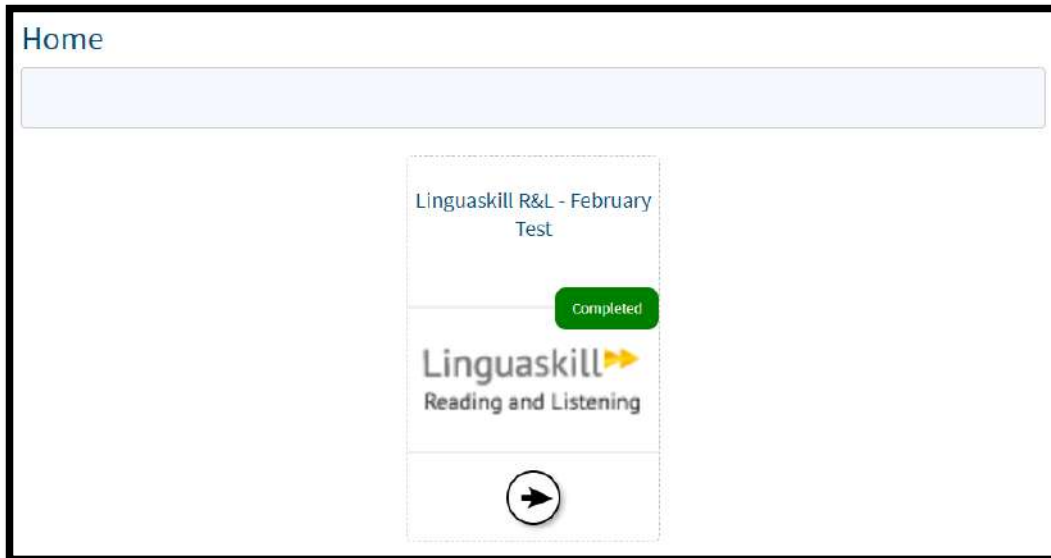 Home
Linguaskill R&L - February
Test
Completed
Linguaskill
Reading and Listening